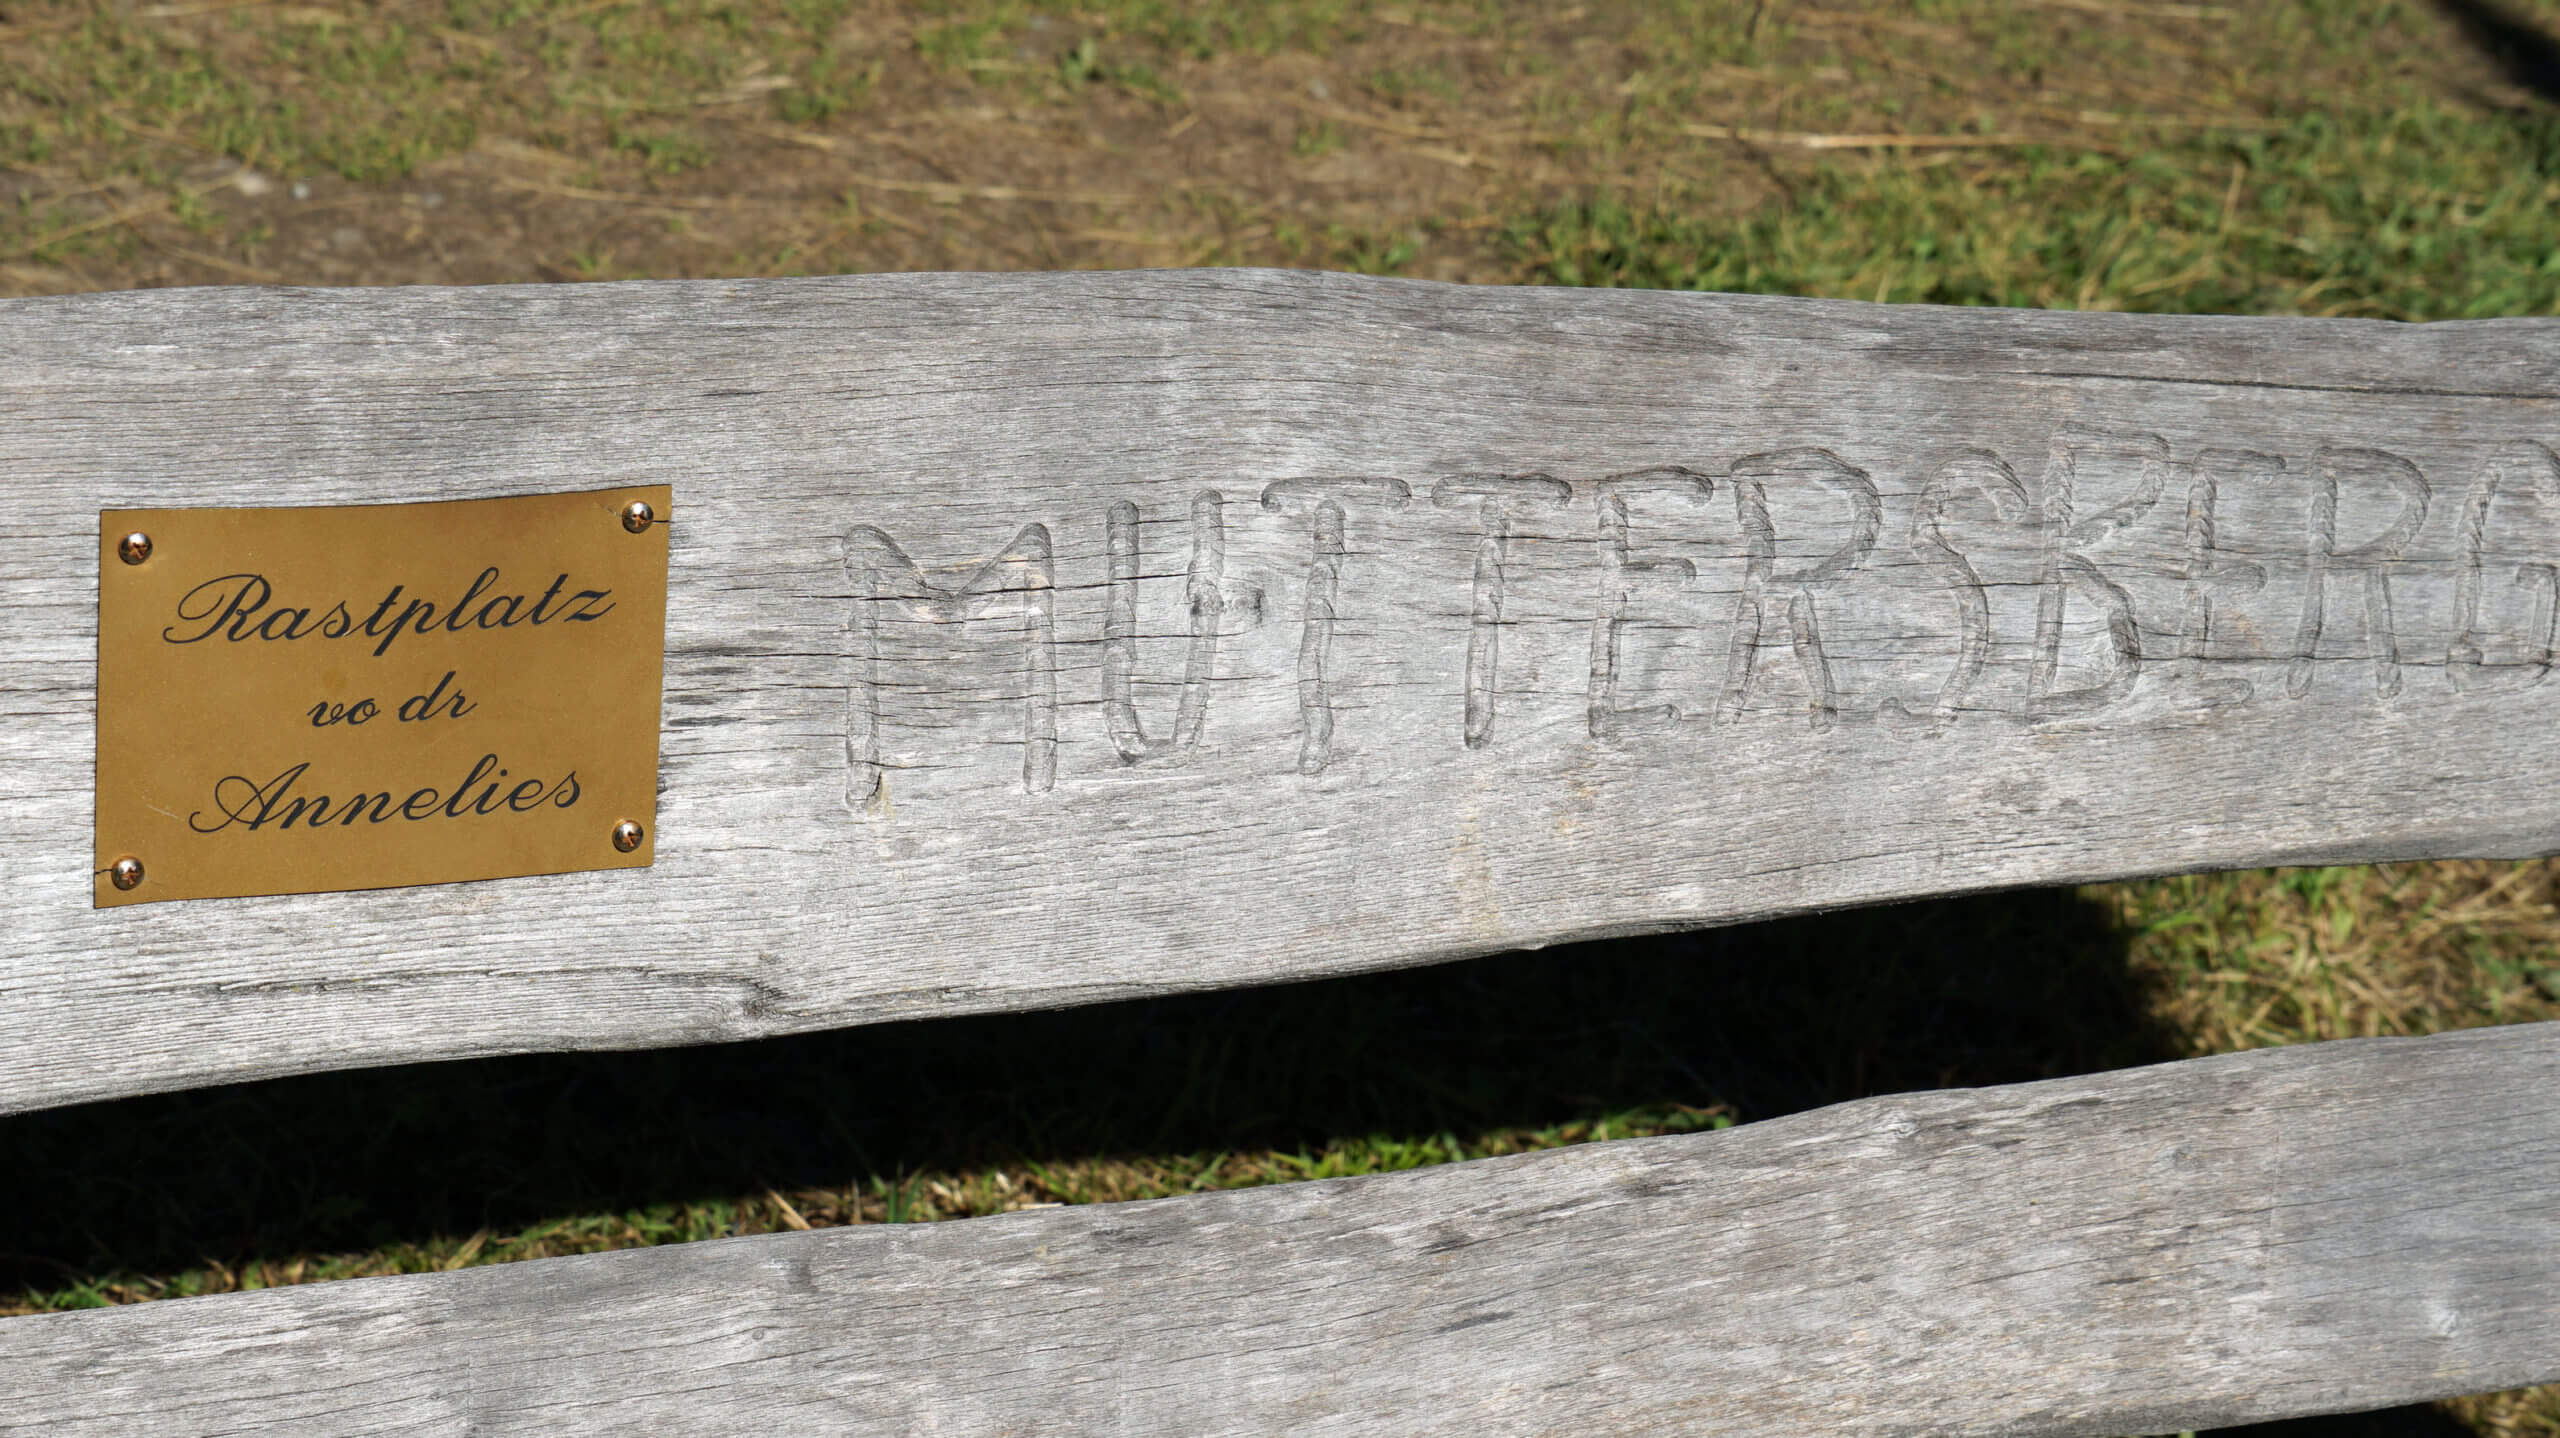 Rastplatz
vo dr
Annelies
MUTTERSBERG